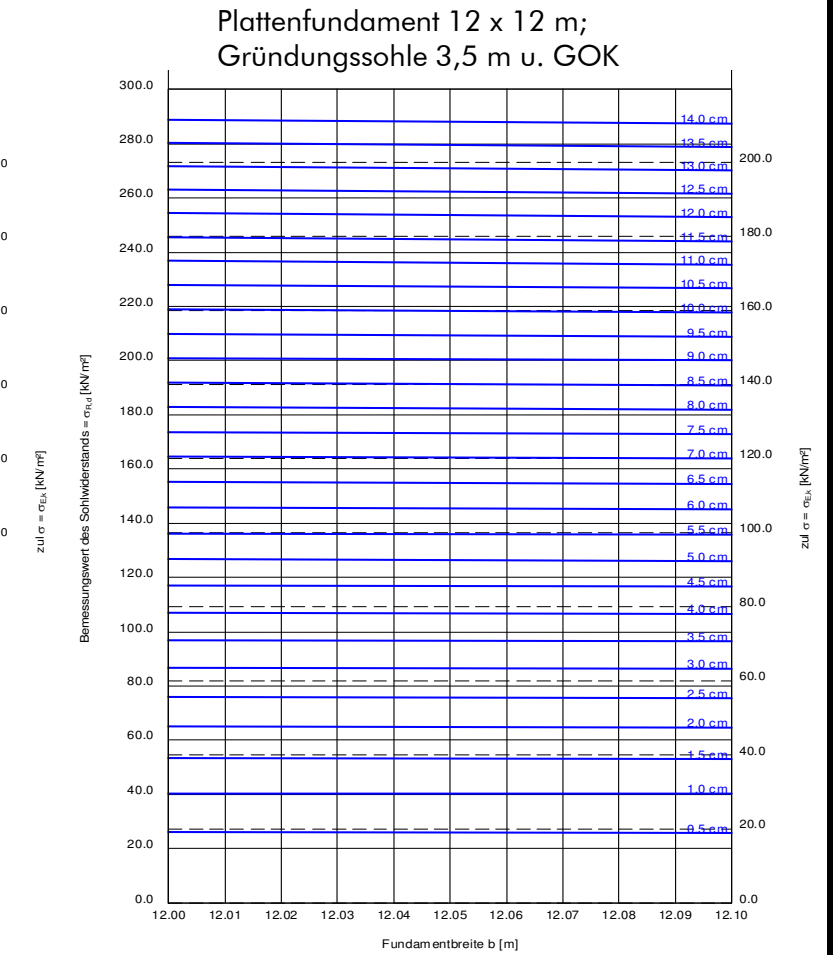 Plattenfundament 12 x 12 m;
Gründungssohle 3,5 m u. GOK
300.0
280.0
260.0
240.0
220.0
200.0
180.0
160.0
140.0
120.0
100.0
80.0
60.0
40.0
20.0
0.0
Bemessungswert des Sohlwiderstands = σR,d [kN/m²]
zul σ = σE,k [kN/m²]
0
0
0
0
0
0
14.0 cm
13.5 cm
13.0 cm
12.5 cm
12.0 cm
11.5 cm
11.0 cm
10.5 cm
10.0 cm
9.5 cm
9.0 cm
8.5 cm
8.0 cm
7.5 cm
7.0 cm
6.5 cm
6.0 cm
5.5 cm
5.0 cm
4.5 cm
4.0 cm
3.5 cm
3.0 cm
2.5 cm
2.0 cm
1.5 cm
1.0 cm
0.5 cm
200.0
180.0
160.0
140.0
120.0
100.0
80.0
60.0
40.0
20.0
0.0
zul σ = σE,k [kN/m²]
12.00 12.01 12.02 12.03 12.04 12.05 12.06 12.07 12.08 12.09 12.10
Fundamentbreite b [m]